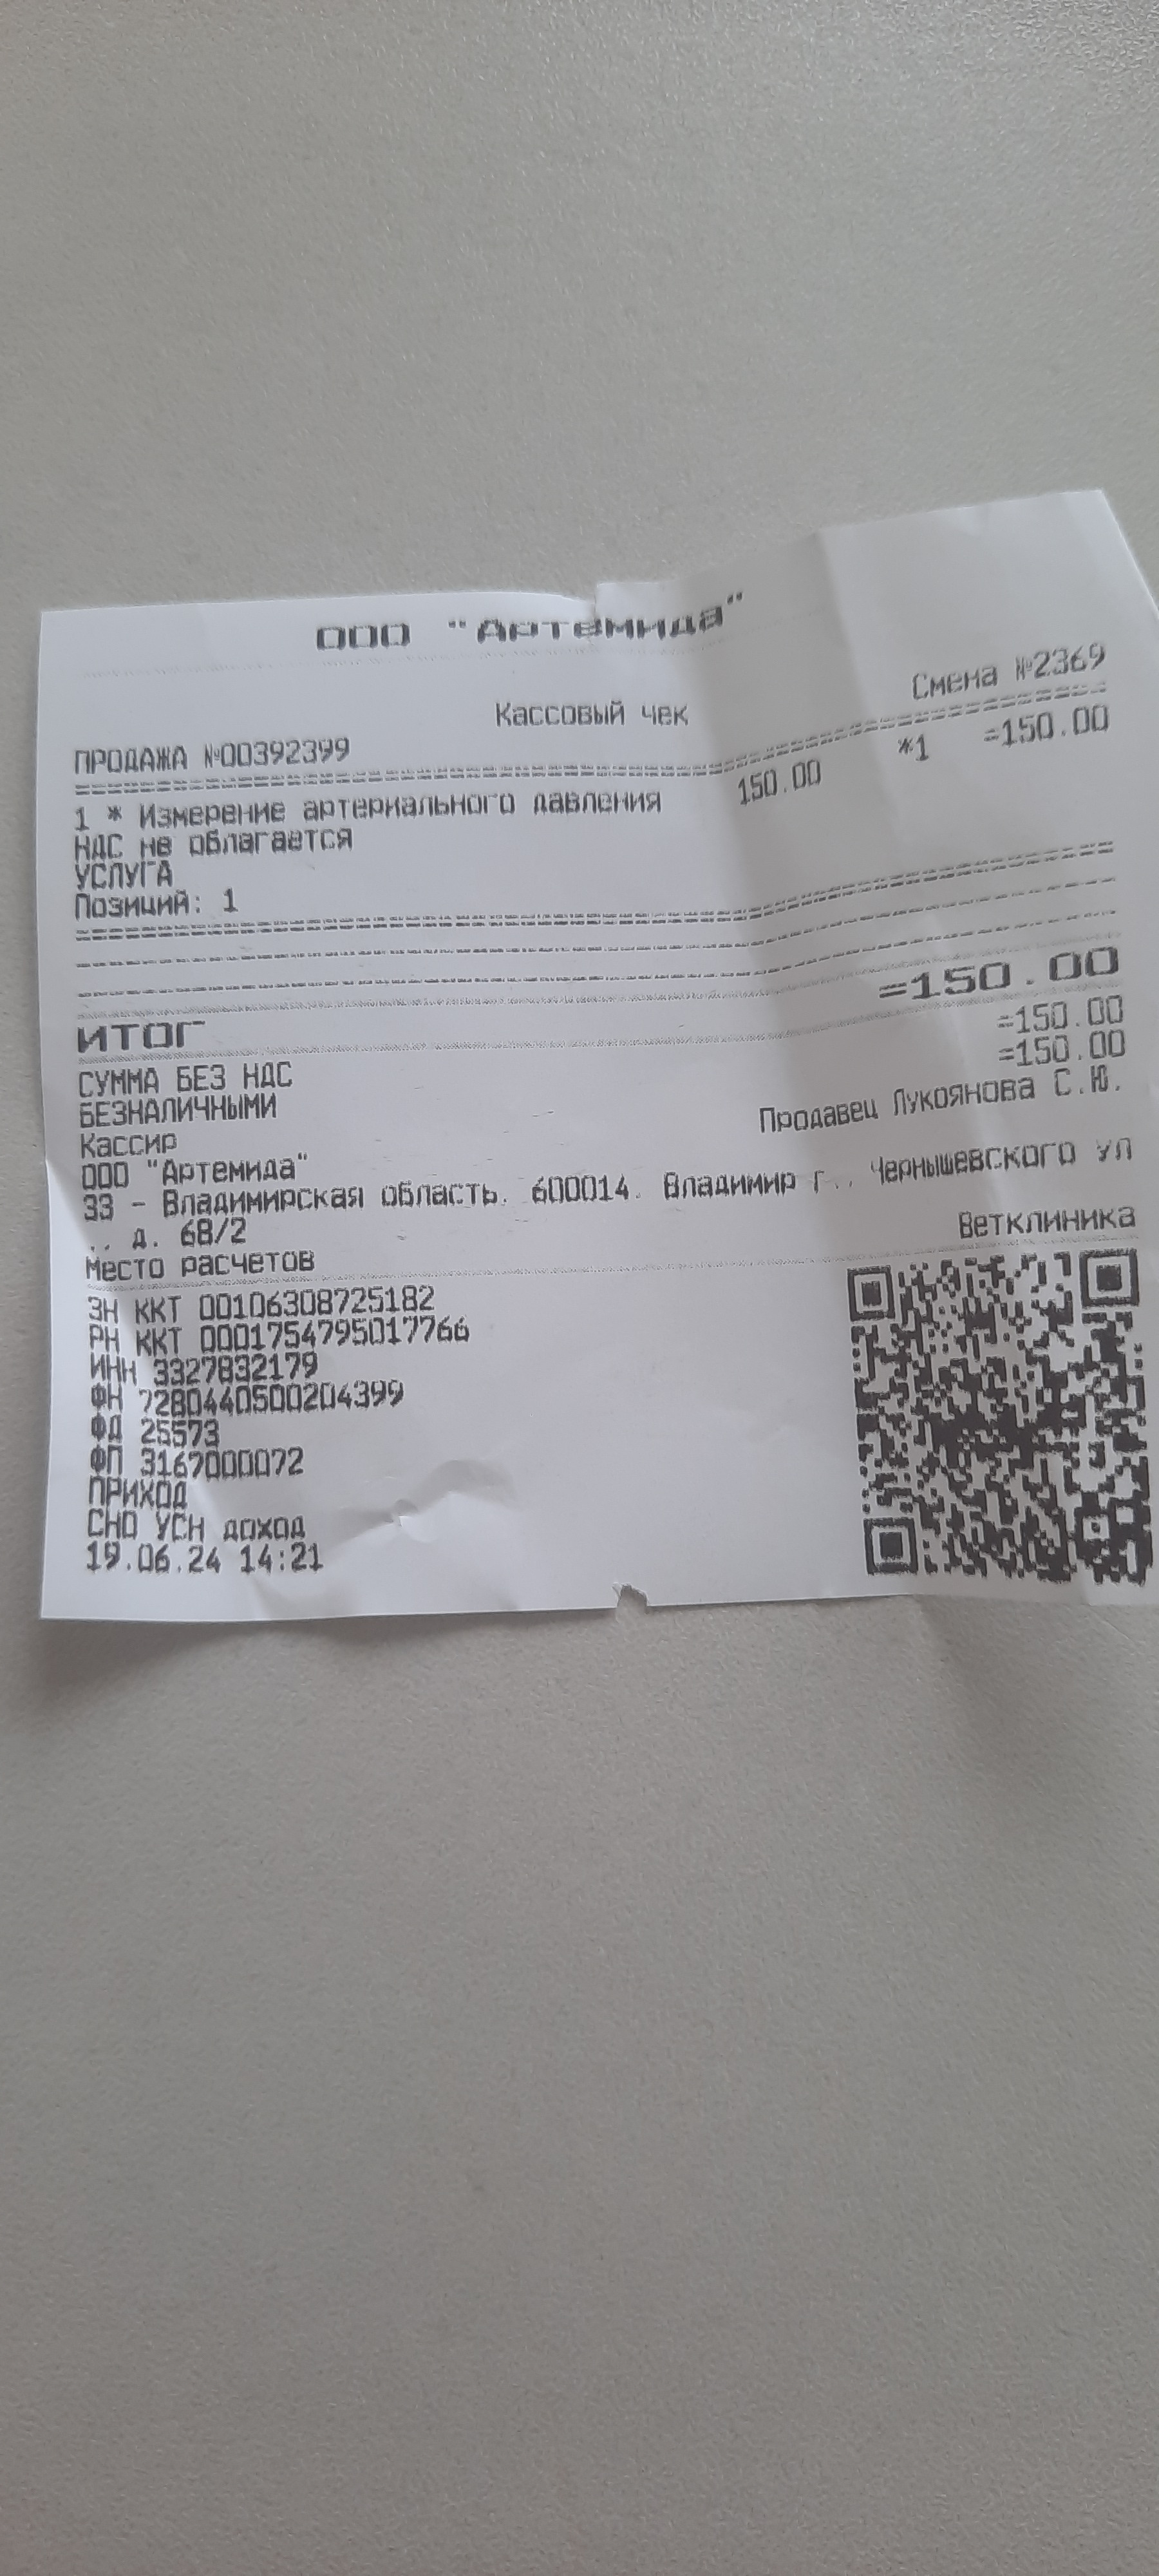 ООО "Артемида"
Смена №2369
Кассовый чек
ПРОДАЖА №00392399
1 * Измерение артериального давления 150.00 *1 =150.00
НДС не облагается
УСЛУГА
Позиций: 1
ИТОГ =150.00
СУММА БЕЗ НДС =150.00
БЕЗНАЛИЧНЫМИ =150.00
Кассир Продавец Лукоянова С.Ю.
ООО "Артемида"
33 - Владимирская область, 600014, Владимир г., Чернышевского ул
., д. 68/2
Место расчетов Ветклиника
ЗН ККТ 00106308725182
РН ККТ 0001754795017766
ИНН 3327832179
ФН 7280440500204399
ФД 25573
ФП 3167000072
ПРИХОД
СНО УСН доход
19.06.24 14:21